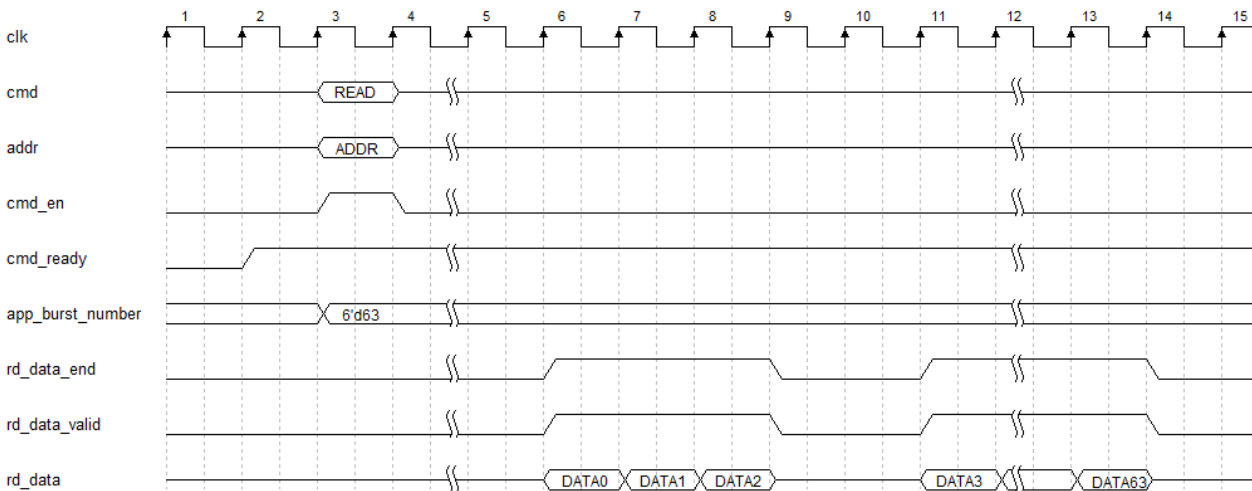 1 2 3 4 5 6 7 8 9 10 11 12 13 14 15
clk
cmd READ
addr ADDR
cmd_en
cmd_ready
app_burst_number 6'd63
rd_data_end
rd_data_valid
rd_data DATA0 DATA1 DATA2 DATA3 DATA63